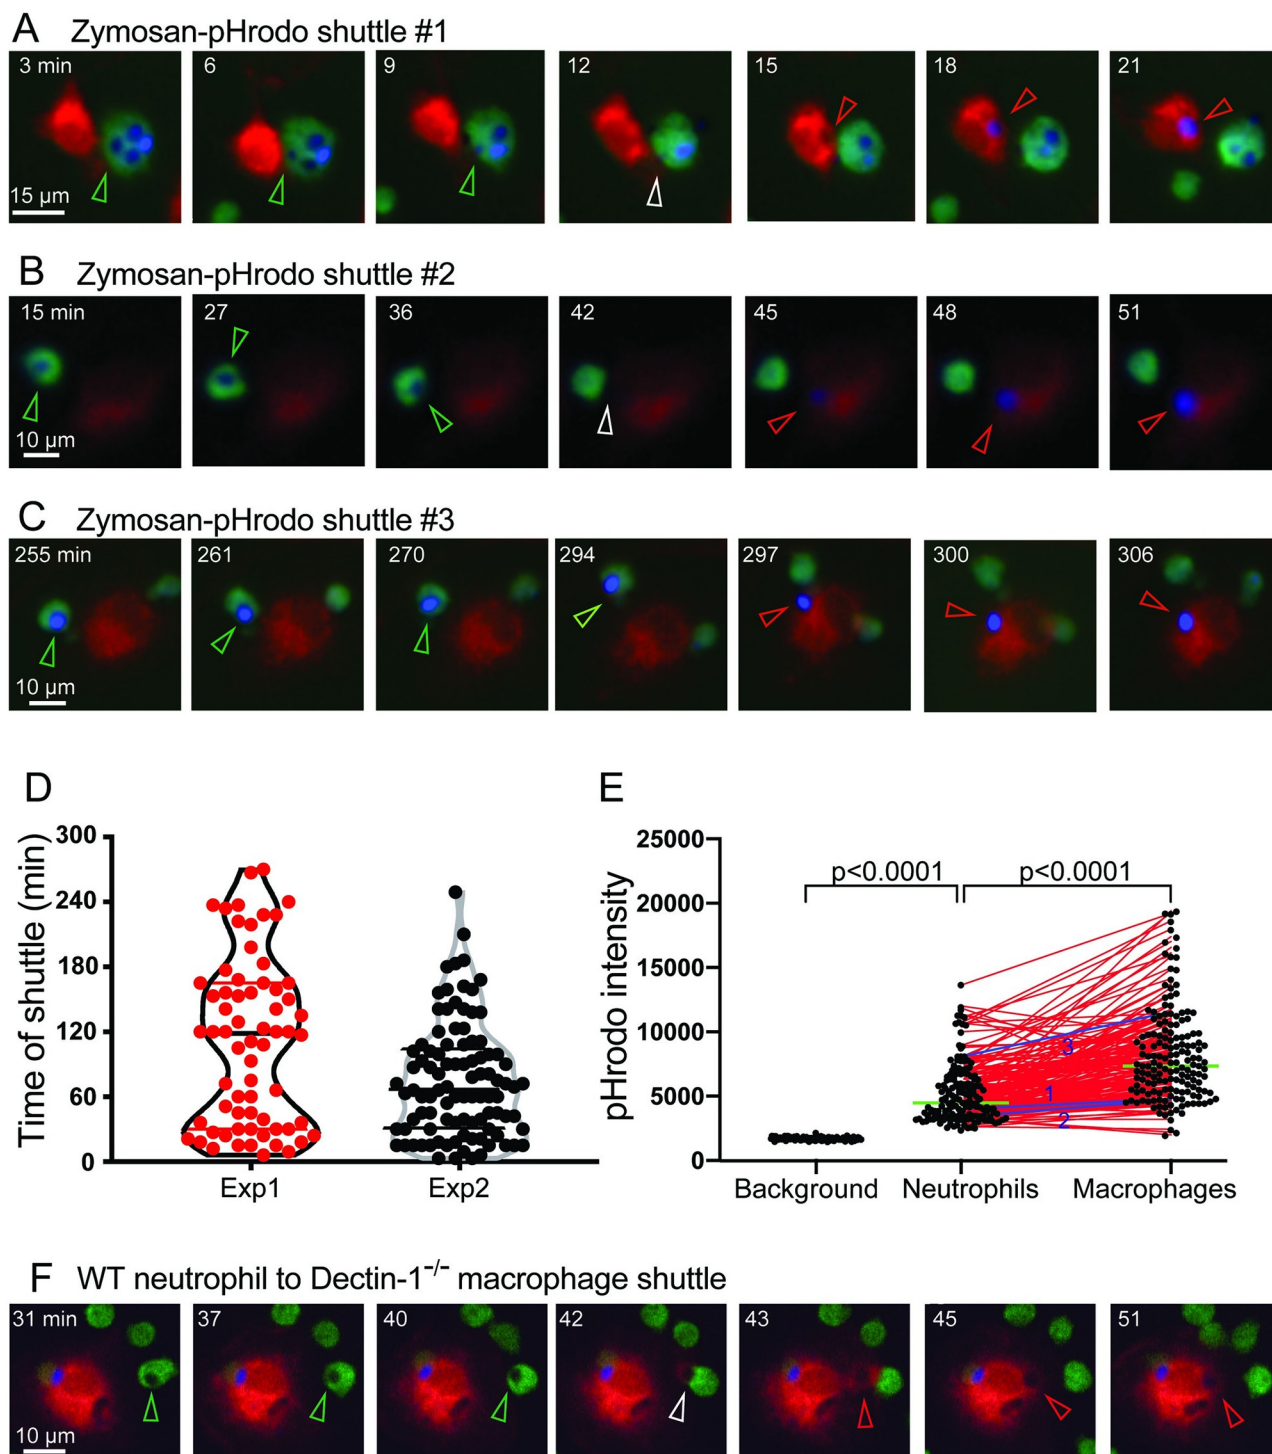 A Zymosan-pHrodo shuttle #1
3 min 6 9 12 15 18 21
15 µm
B Zymosan-pHrodo shuttle #2
15 min 27 36 42 45 48 51
10 µm
C Zymosan-pHrodo shuttle #3
255 min 261 270 294 297 300 306
10 µm
D
Time of shuttle (min)
300
240
180
120
60
0
Exp1 Exp2
E
pHrodo intensity
25000
20000
15000
10000
5000
0
p<0.0001 p<0.0001
3
1
2
Background Neutrophils Macrophages
F WT neutrophil to Dectin-1-/- macrophage shuttle
31 min 37 40 42 43 45 51
10 µm